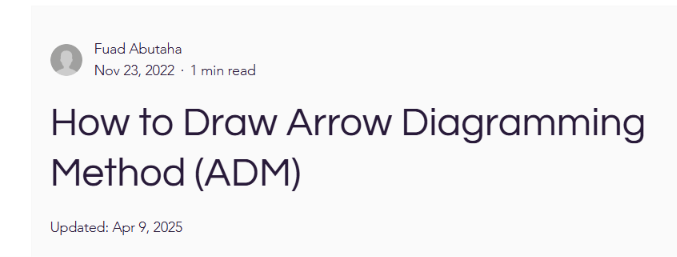 Fuad Abutaha
Nov 23, 2022 · 1 min read
How to Draw Arrow Diagramming
Method (ADM)
Updated: Apr 9, 2025